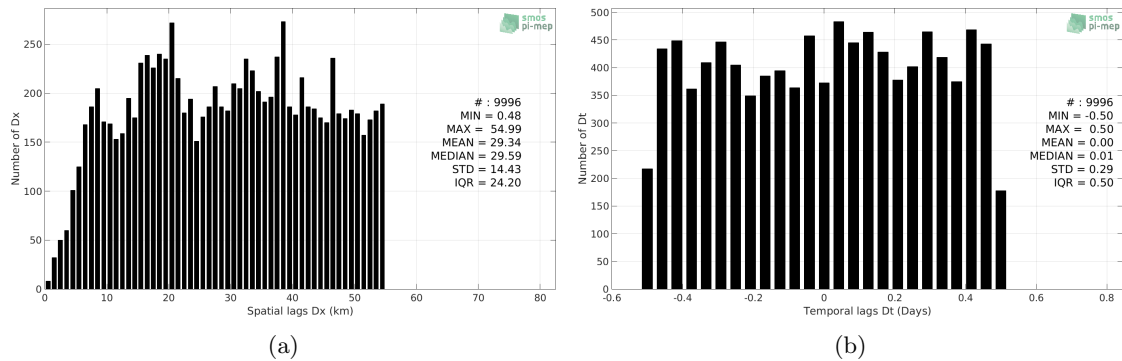 smos
pi-mep
# : 9996
MIN = 0.48
MAX = 54.99
MEAN = 29.34
MEDIAN = 29.59
STD = 14.43
IQR = 24.20
Number of Dx
250
200
150
100
50
0
0 10 20 30 40 50 60 70 80
Spatial lags Dx (km)
(a)
smos
pi-mep
# : 9996
MIN = -0.50
MAX = 0.50
MEAN = 0.00
MEDIAN = 0.01
STD = 0.29
IQR = 0.50
Number of Dt
500
450
400
350
300
250
200
150
100
50
0
-0.6 -0.4 -0.2 0 0.2 0.4 0.6 0.8
Temporal lags Dt (Days)
(b)